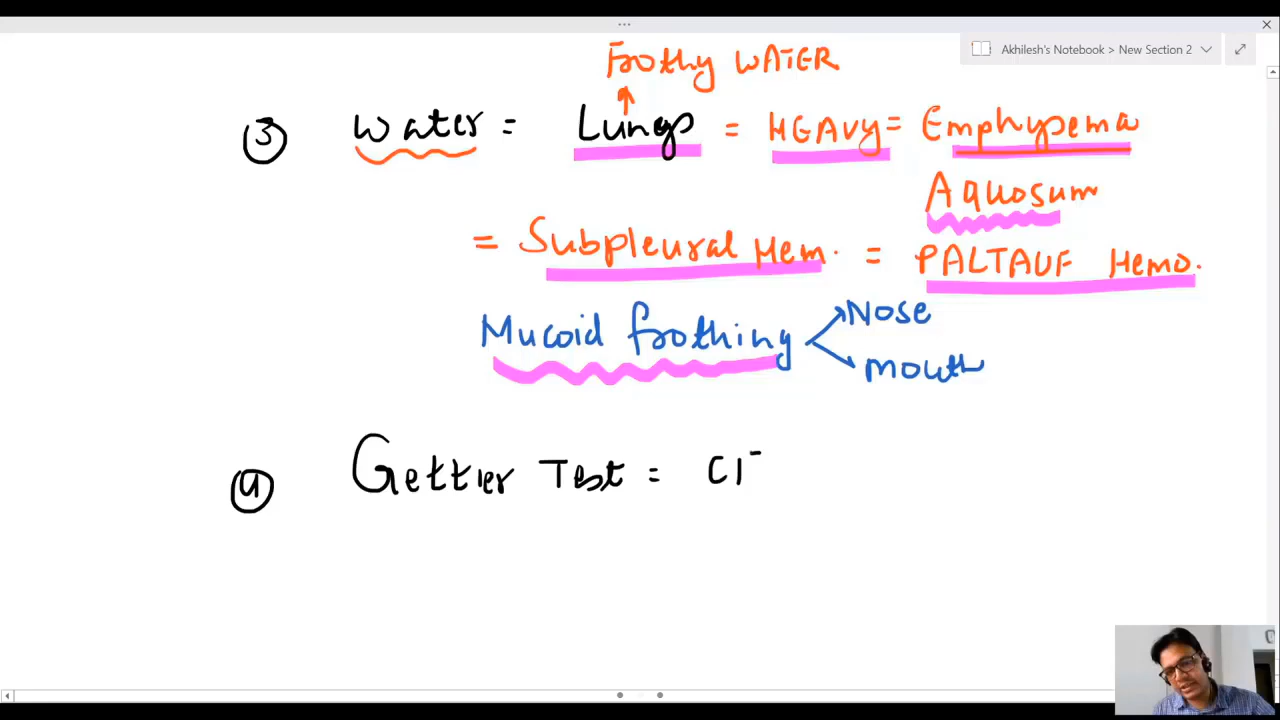 Akhilesh's Notebook > New Section 2
Frothy WATER
③ Water = Lungs = HEAVY = Emphysema
Aquosum
= Subpleural Hem. = PALTAUF Hemo.
Mucoid frothing Nose
Mouth
④ Gettler Test = Cl⁻